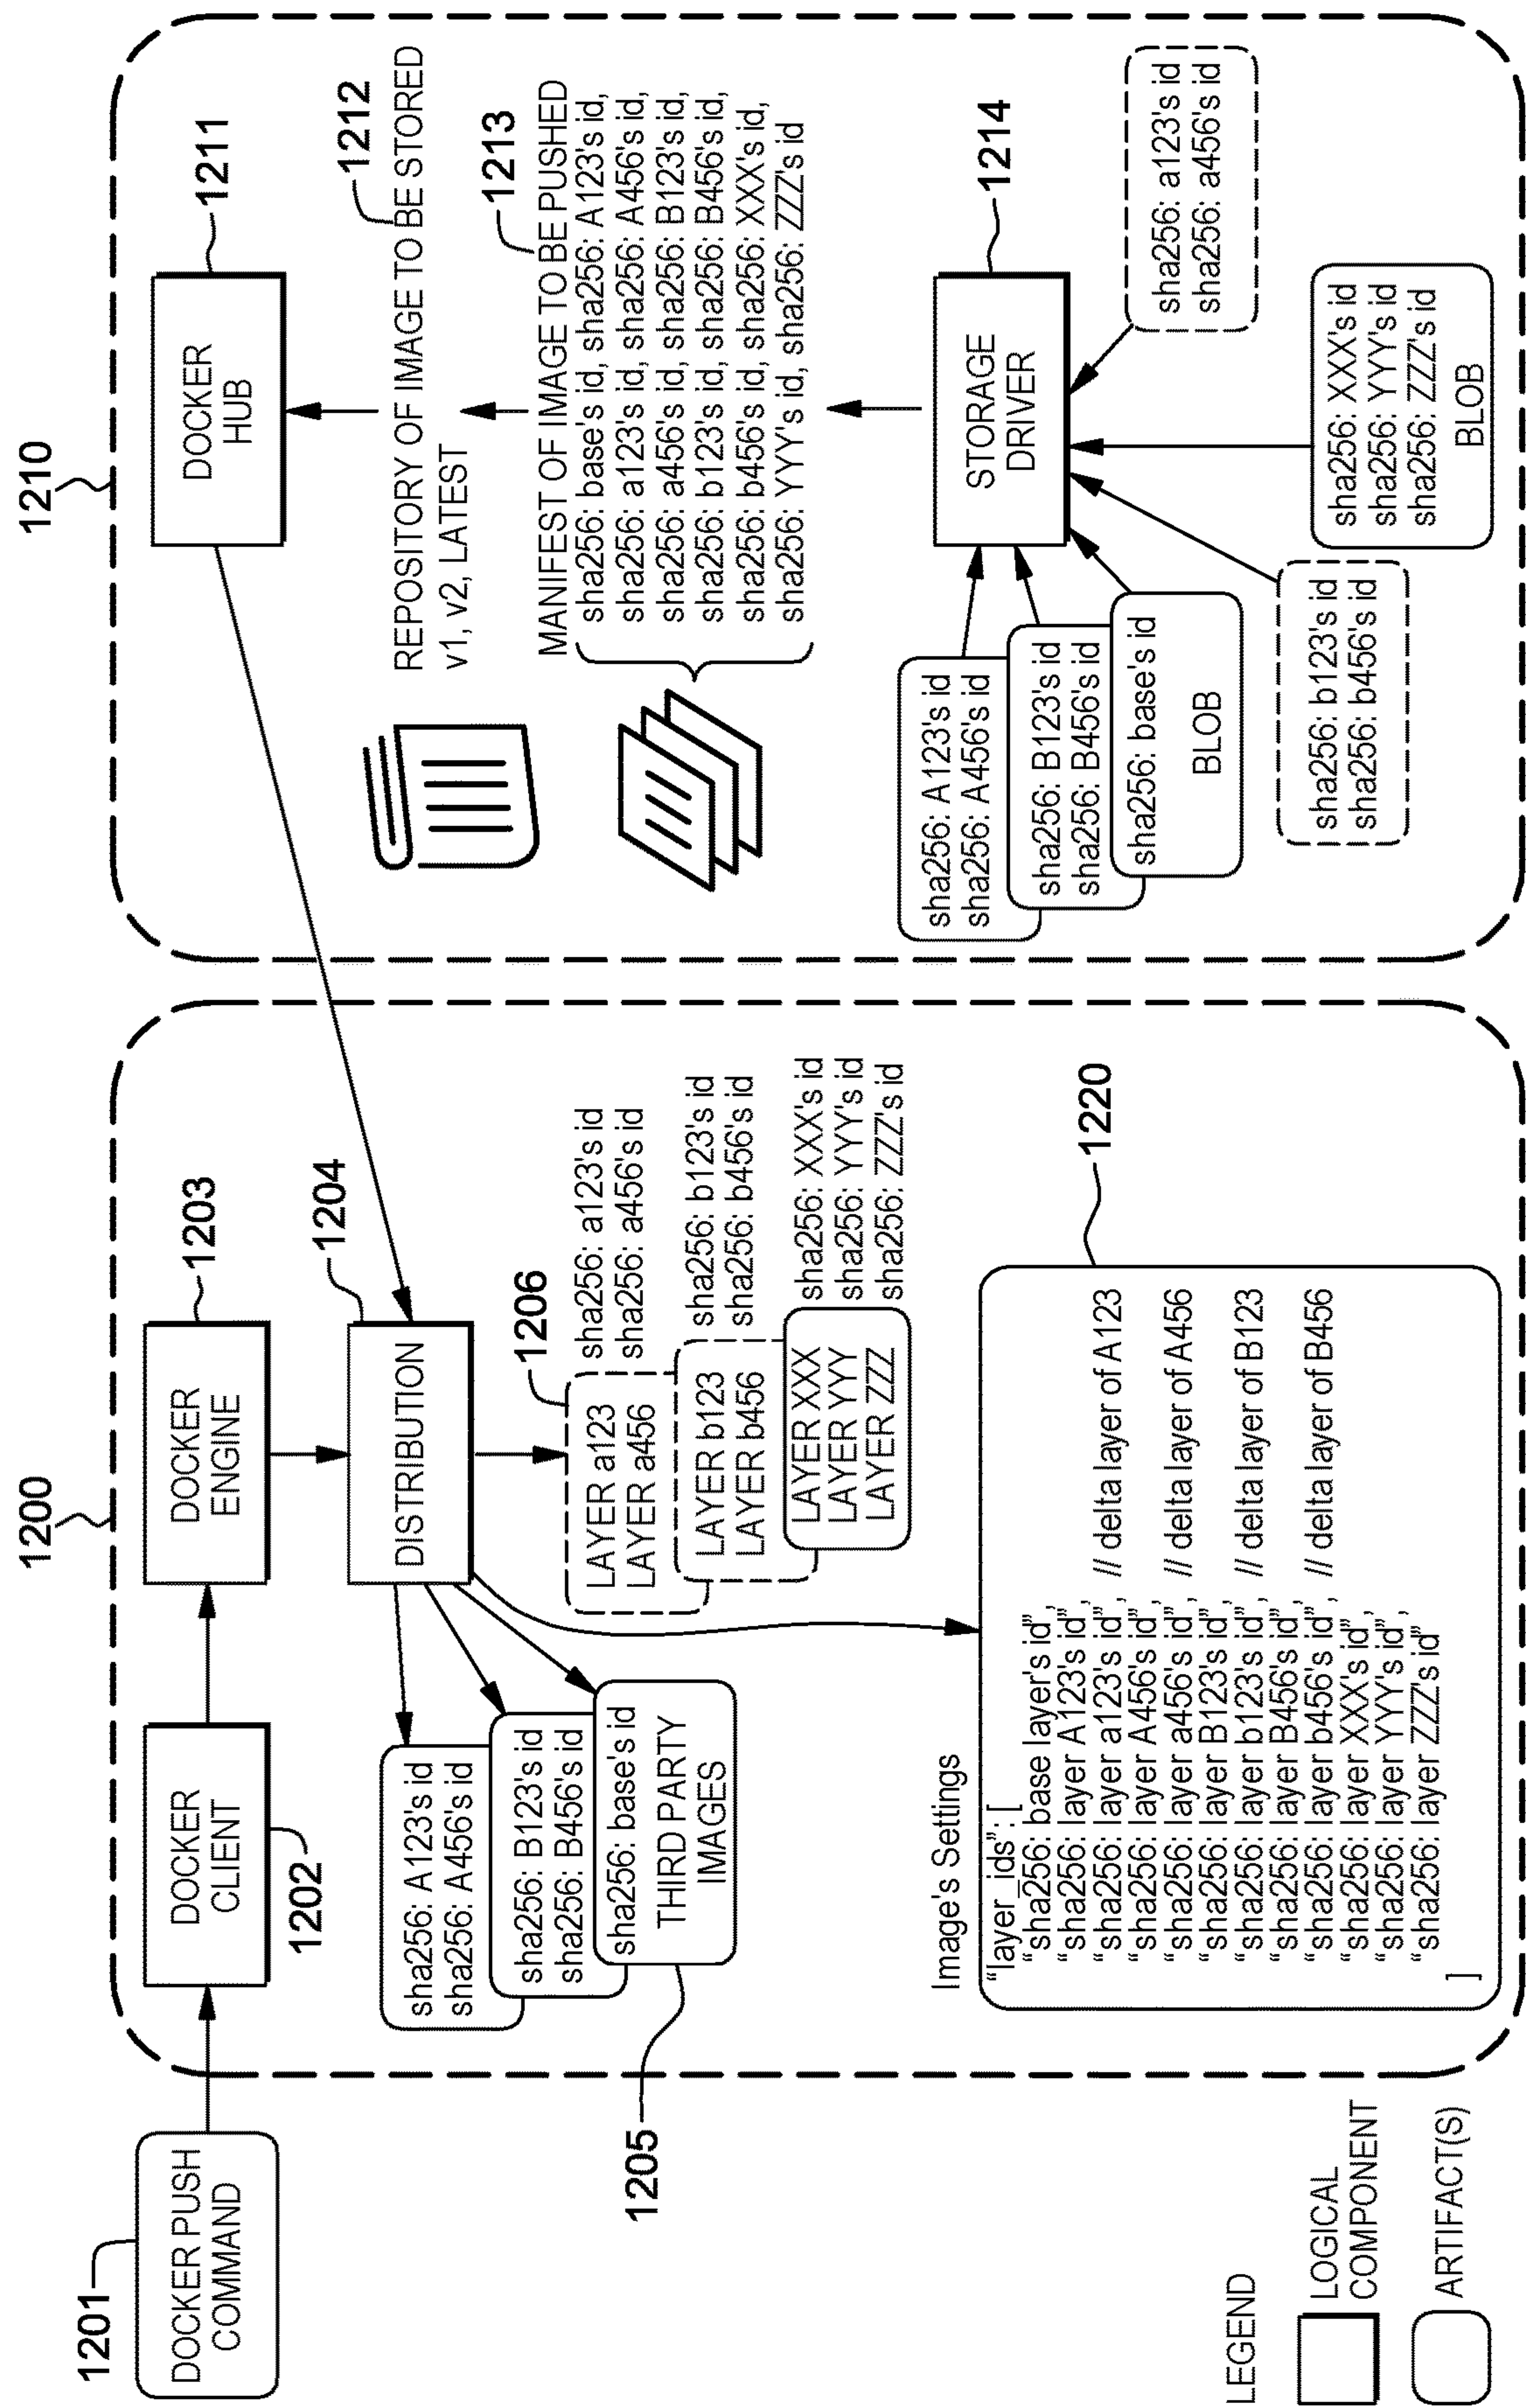 1201
DOCKER PUSH
COMMAND
1200
DOCKER
CLIENT
1202
DOCKER
ENGINE
1203
DISTRIBUTION
1204
sha256: A123's id
sha256: A456's id
sha256: B123's id
sha256: B456's id
sha256: base's id
THIRD PARTY
IMAGES
1205
1206
LAYER a123
LAYER a456
sha256: a123's id
sha256: a456's id
LAYER b123
LAYER b456
sha256: b123's id
sha256: b456's id
LAYER XXX
LAYER YYY
LAYER ZZZ
sha256: XXX's id
sha256: YYY's id
sha256: ZZZ's id
1220
Image's Settings
“layer_ids”: [
“sha256: base layer's id”,
“sha256: layer A123's id”,
“sha256: layer a123's id”, // delta layer of A123
“sha256: layer A456's id”,
“sha256: layer a456's id”, // delta layer of A456
“sha256: layer B123's id”,
“sha256: layer b123's id”, // delta layer of B123
“sha256: layer B456's id”,
“sha256: layer b456's id”, // delta layer of B456
“sha256: layer XXX's id”,
“sha256: layer YYY's id”,
“sha256: layer ZZZ's id”
]
1210
DOCKER
HUB
1211
REPOSITORY OF IMAGE TO BE STORED
v1, v2, LATEST
1212
MANIFEST OF IMAGE TO BE PUSHED
1213
sha256: base's id, sha256: A123's id,
sha256: a123's id, sha256: A456's id,
sha256: a456's id, sha256: B123's id,
sha256: b123's id, sha256: B456's id,
sha256: b456's id, sha256: XXX's id,
sha256: YYY's id, sha256: ZZZ's id
STORAGE
DRIVER
1214
sha256: A123's id
sha256: A456's id
sha256: B123's id
sha256: B456's id
sha256: base's id
BLOB
sha256: b123's id
sha256: b456's id
sha256: XXX's id
sha256: YYY's id
sha256: ZZZ's id
BLOB
sha256: a123's id
sha256: a456's id
LEGEND
LOGICAL
COMPONENT
ARTIFACT(S)